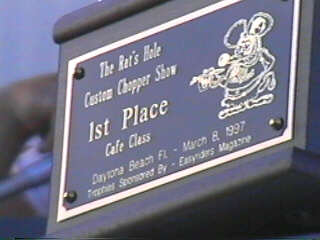 The Rat's Hole
Custom Chopper Show
1st Place
Cafe Class
Daytona Beach Fl. - March 8, 1997
Trophies Sponsored By - Easyriders Magazine